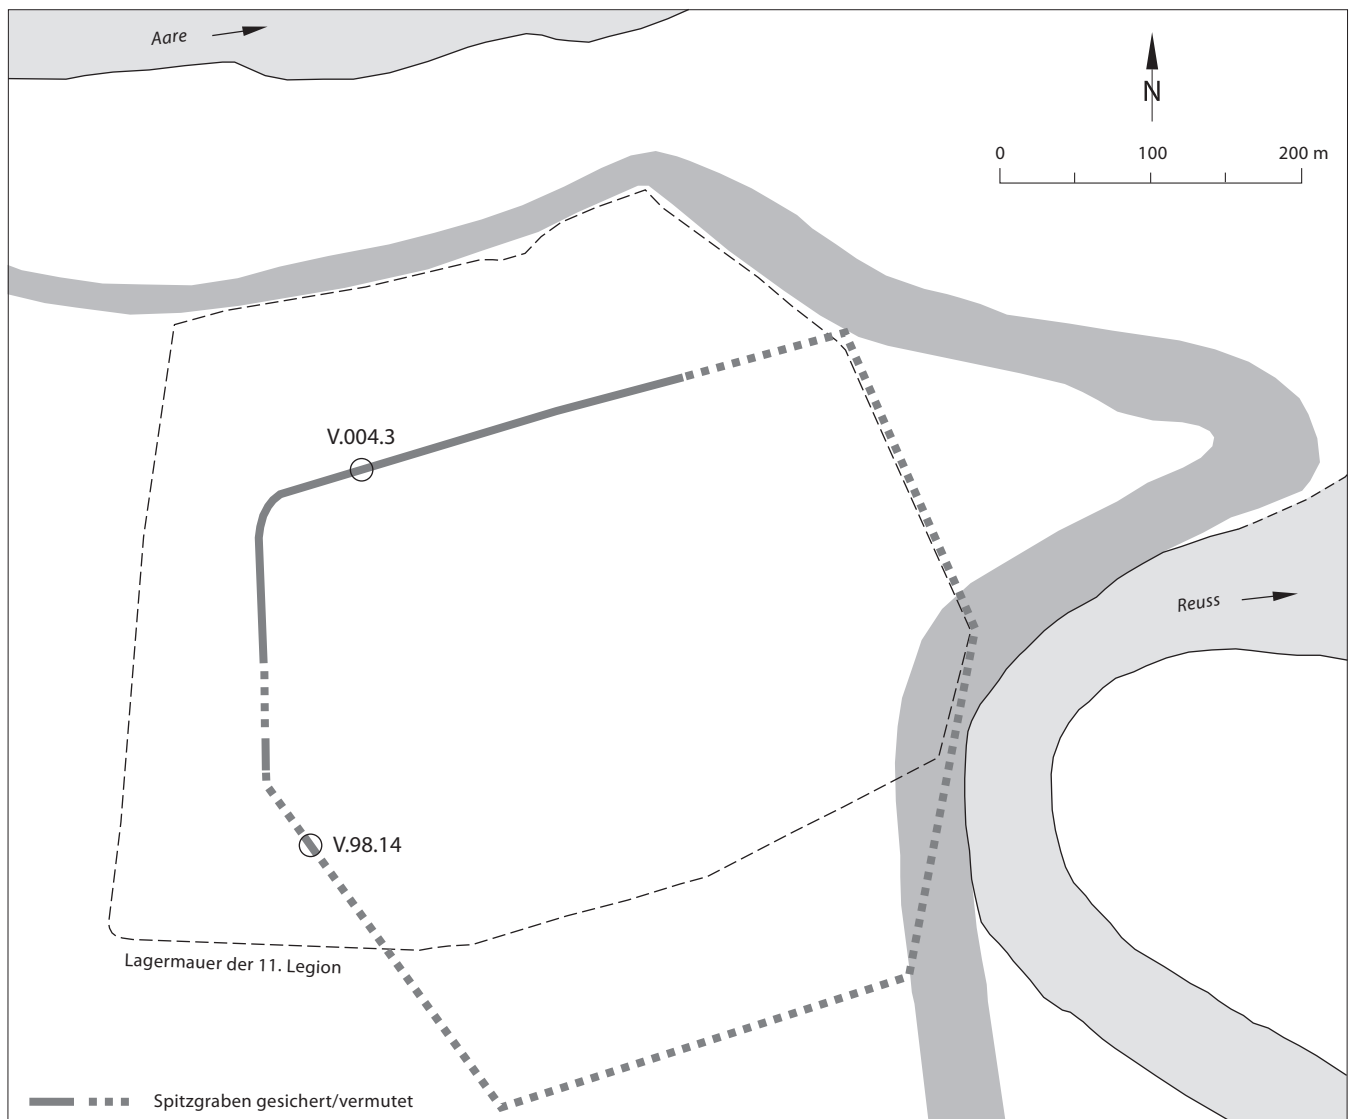 Aare
N
0 100 200 m
V.004.3
Reuss
V.98.14
Lagermauer der 11. Legion
Spitzgraben gesichert/vermutet